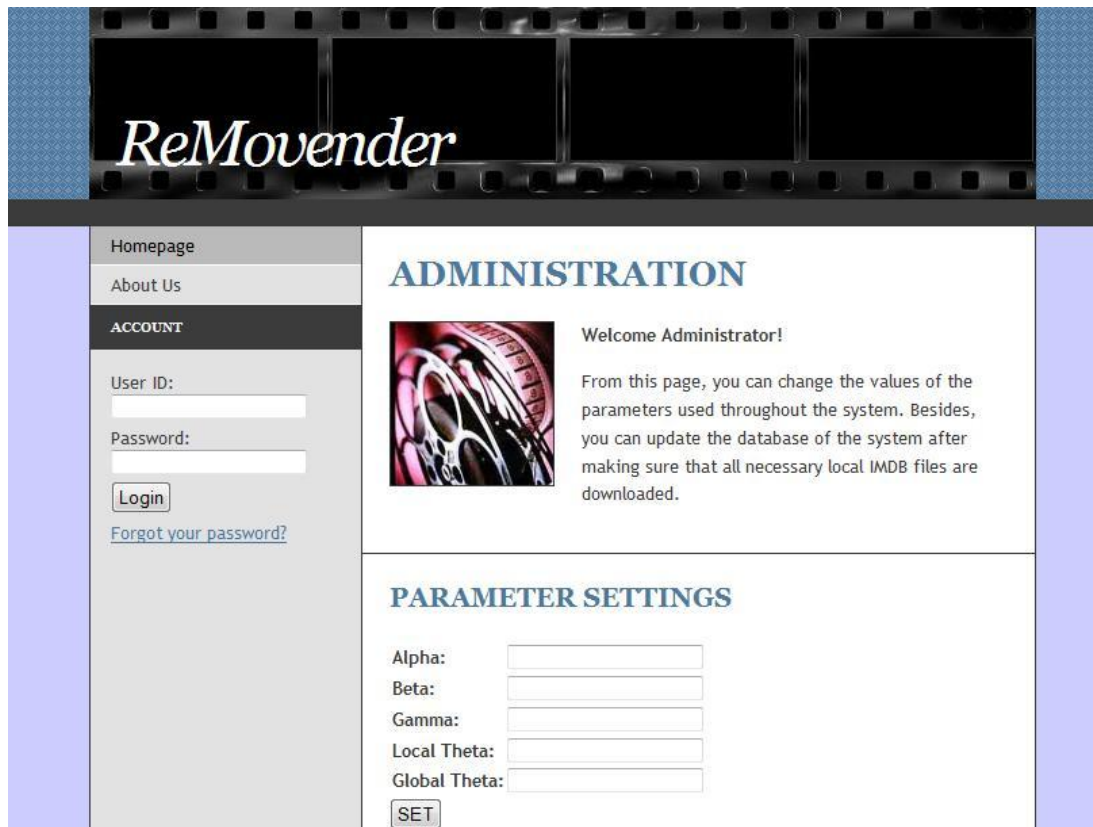 ReMovender
Homepage
About Us
ACCOUNT
User ID:
Password:
Login
Forgot your password?
ADMINISTRATION
Welcome Administrator!
From this page, you can change the values of the
parameters used throughout the system. Besides,
you can update the database of the system after
making sure that all necessary local IMDB files are
downloaded.
PARAMETER SETTINGS
Alpha:
Beta:
Gamma:
Local Theta:
Global Theta:
SET